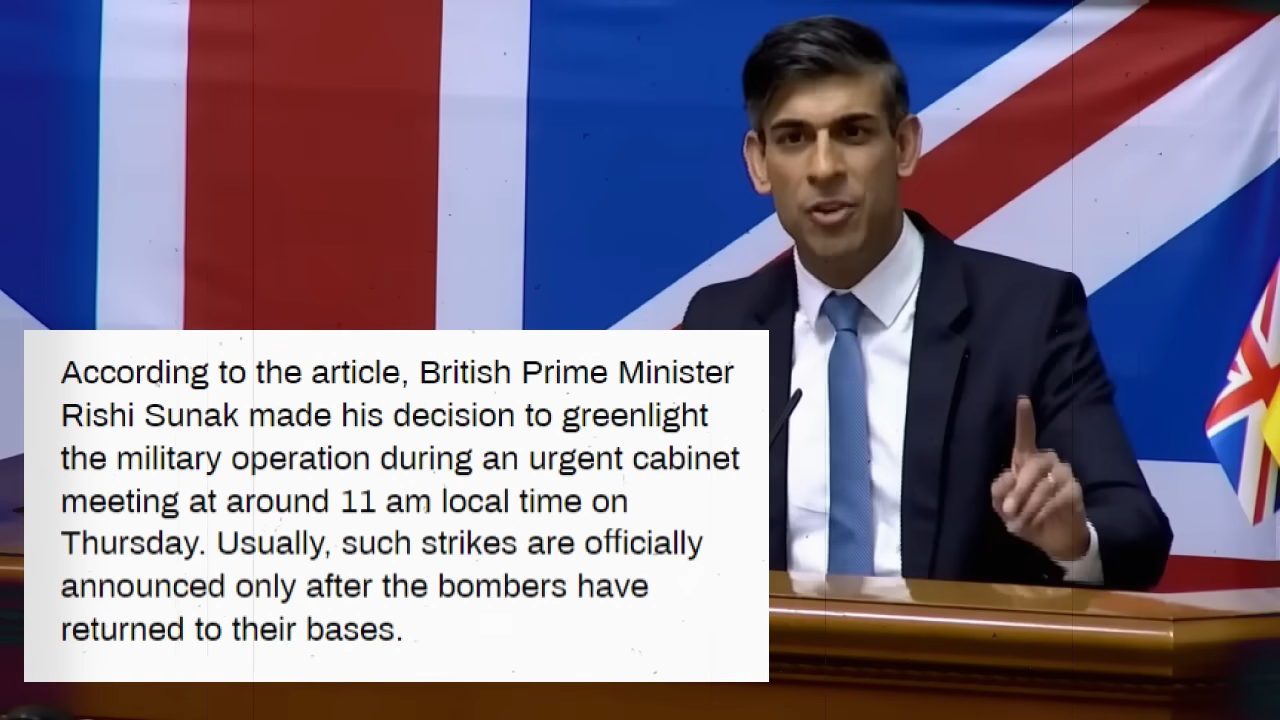 According to the article, British Prime Minister
Rishi Sunak made his decision to greenlight
the military operation during an urgent cabinet
meeting at around 11 am local time on
Thursday. Usually, such strikes are officially
announced only after the bombers have
returned to their bases.